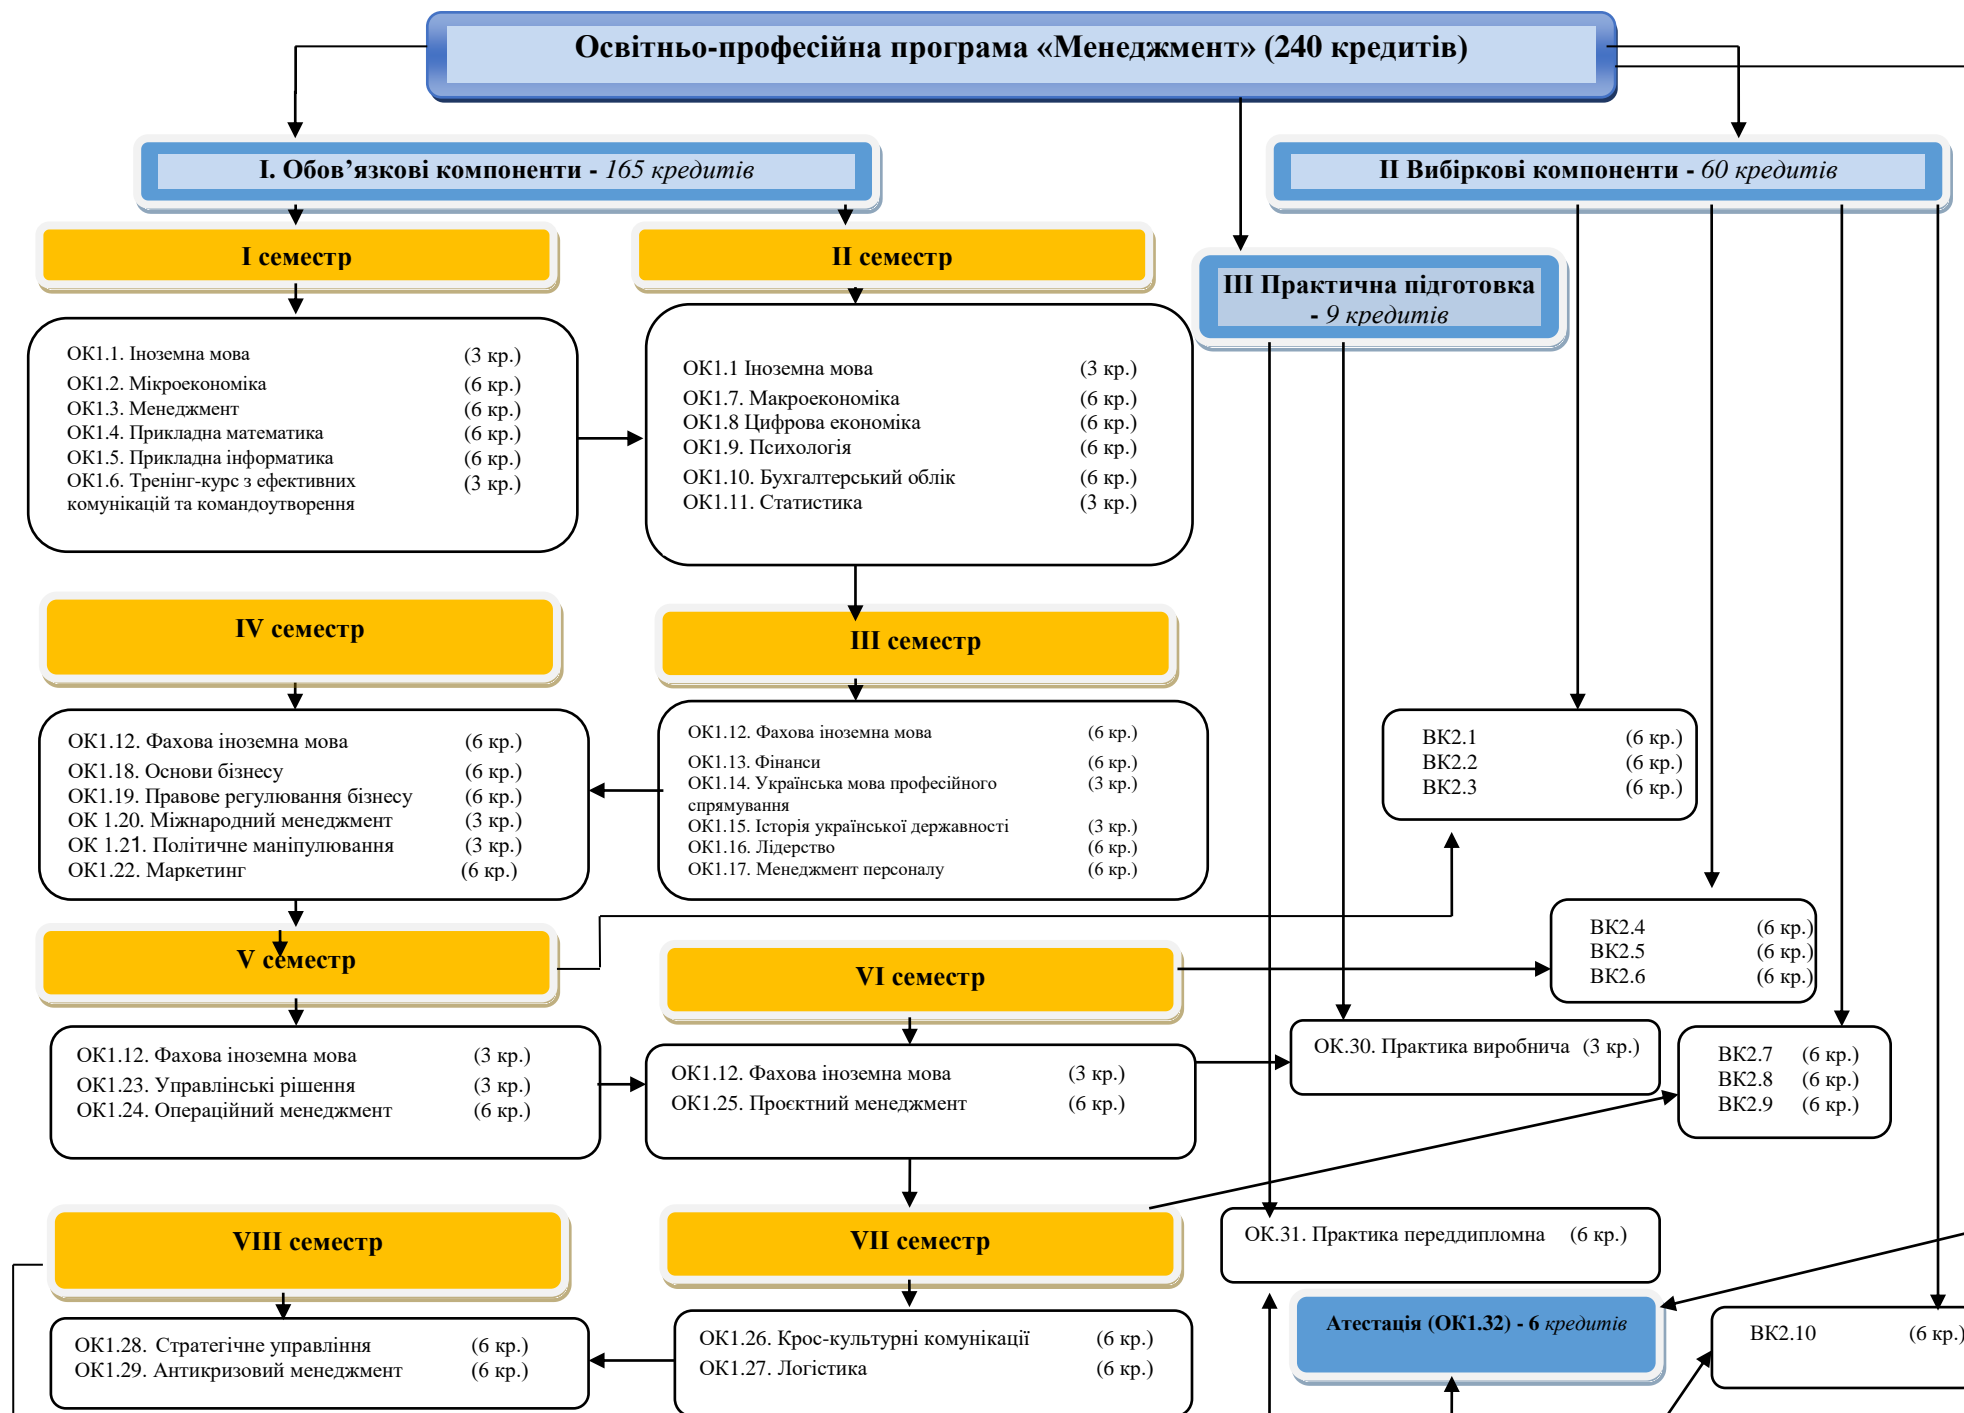 Освітньо-професійна програма «Менеджмент» (240 кредитів)
І. Обов’язкові компоненти - 165 кредитів
ІІ Вибіркові компоненти - 60 кредитів
І семестр
ІІ семестр
ІІІ Практична підготовка
- 9 кредитів
ОК1.1. Іноземна мова (3 кр.)
ОК1.2. Мікроекономіка (6 кр.)
ОК1.3. Менеджмент (6 кр.)
ОК1.4. Прикладна математика (6 кр.)
ОК1.5. Прикладна інформатика (6 кр.)
ОК1.6. Тренінг-курс з ефективних (3 кр.)
комунікацій та командоутворення
ОК1.1 Іноземна мова (3 кр.)
ОК1.7. Макроекономіка (6 кр.)
ОК1.8 Цифрова економіка (6 кр.)
ОК1.9. Психологія (6 кр.)
ОК1.10. Бухгалтерський облік (6 кр.)
ОК1.11. Статистика (3 кр.)
ІV семестр
ІІІ семестр
ОК1.12. Фахова іноземна мова (6 кр.)
ОК1.18. Основи бізнесу (6 кр.)
ОК1.19. Правове регулювання бізнесу (6 кр.)
ОК 1.20. Міжнародний менеджмент (3 кр.)
ОК 1.21. Політичне маніпулювання (3 кр.)
ОК1.22. Маркетинг (6 кр.)
ОК1.12. Фахова іноземна мова (6 кр.)
ОК1.13. Фінанси (6 кр.)
ОК1.14. Українська мова професійного (3 кр.)
спрямування
ОК1.15. Історія української державності (3 кр.)
ОК1.16. Лідерство (6 кр.)
ОК1.17. Менеджмент персоналу (6 кр.)
ВК2.1 (6 кр.)
ВК2.2 (6 кр.)
ВК2.3 (6 кр.)
V семестр
VІ семестр
ВК2.4 (6 кр.)
ВК2.5 (6 кр.)
ВК2.6 (6 кр.)
ОК1.12. Фахова іноземна мова (3 кр.)
ОК1.23. Управлінські рішення (3 кр.)
ОК1.24. Операційний менеджмент (6 кр.)
ОК1.12. Фахова іноземна мова (3 кр.)
ОК1.25. Проєктний менеджмент (6 кр.)
ОК.30. Практика виробнича (3 кр.)
ВК2.7 (6 кр.)
ВК2.8 (6 кр.)
ВК2.9 (6 кр.)
VІІІ семестр
VІІ семестр
ОК.31. Практика переддипломна (6 кр.)
ОК1.28. Стратегічне управління (6 кр.)
ОК1.29. Антикризовий менеджмент (6 кр.)
ОК1.26. Крос-культурні комунікації (6 кр.)
ОК1.27. Логістика (6 кр.)
Атестація (ОК1.32) - 6 кредитів
ВК2.10 (6 кр.)